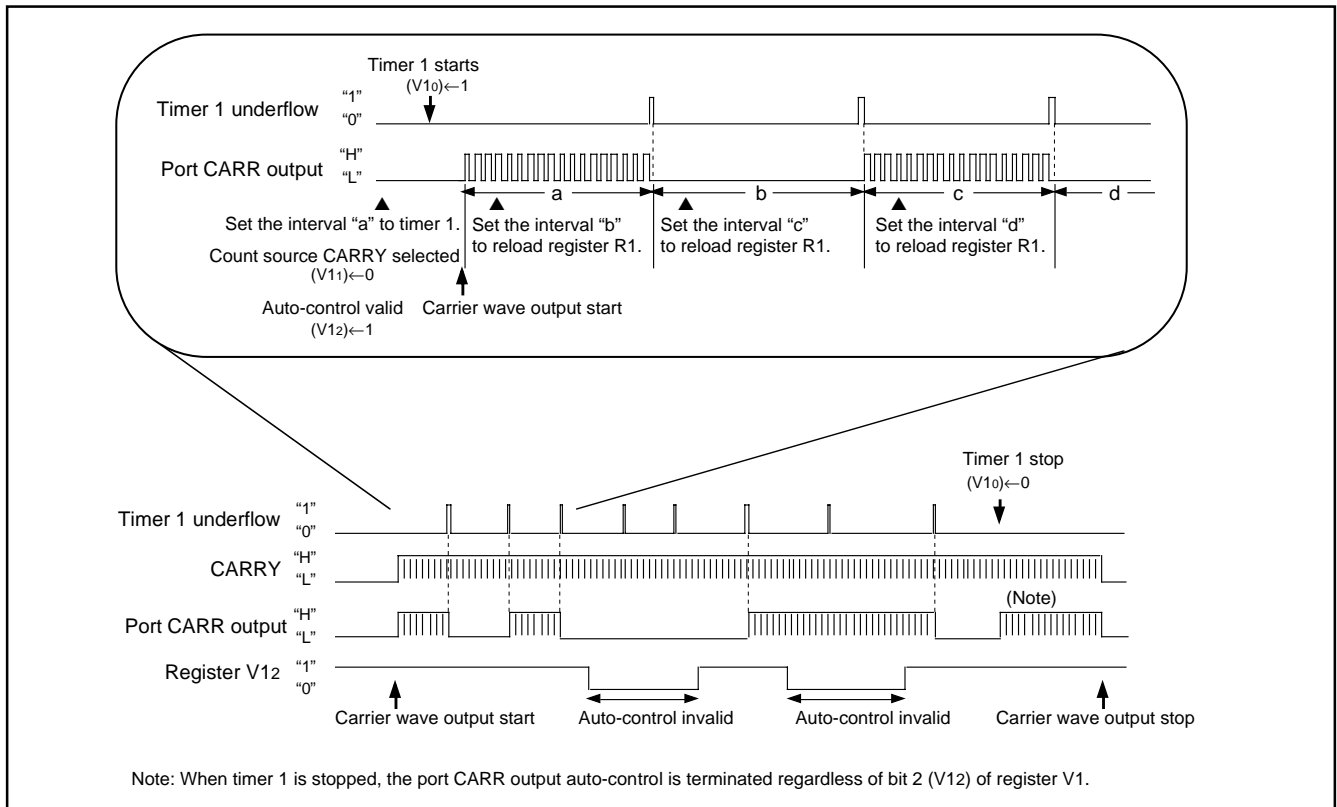 Timer 1 starts
(V10)←1
Timer 1 underflow
“1”
“0”
Port CARR output
“H”
“L”
a
b
c
d
Set the interval “a” to timer 1.
Set the interval “b”
to reload register R1.
Set the interval “c”
to reload register R1.
Set the interval “d”
to reload register R1.
Count source CARRY selected
(V11)←0
Auto-control valid
(V12)←1
Carrier wave output start
Timer 1 stop
(V10)←0
Timer 1 underflow
“1”
“0”
CARRY
“H”
“L”
(Note)
Port CARR output
“H”
“L”
Register V12
“1”
“0”
Carrier wave output start
Auto-control invalid
Auto-control invalid
Carrier wave output stop
Note: When timer 1 is stopped, the port CARR output auto-control is terminated regardless of bit 2 (V12) of register V1.